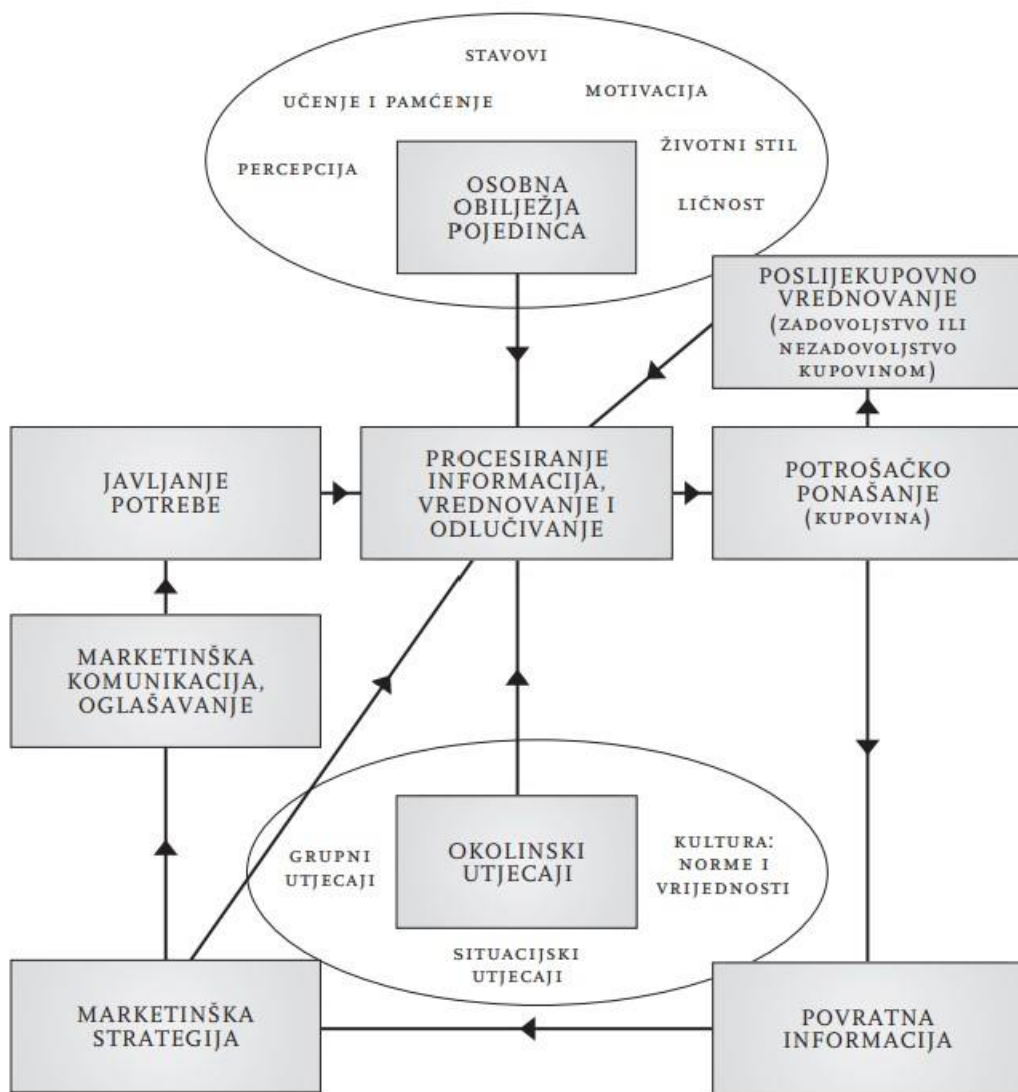 STAVOVI
UČENJE I PAMĆENJE
MOTIVACIJA
PERCEPCIJA
ŽIVOTNI STIL
LIČNOST
OSOBNA
OBILJEŽJA
POJEDINCA
POSLIJEKUPOVNO
VREDNOVANJE
(ZADOVOLJSTVO ILI
NEZADOVOLJSTVO
KUPOVINOM)
JAVLJANJE
POTREBE
PROCESIRANJE
INFORMACIJA,
VREDNOVANJE I
ODLUČIVANJE
POTROŠAČKO
PONAŠANJE
(KUPOVINA)
MARKETINŠKA
KOMUNIKACIJA,
OGLAŠAVANJE
GRUPNI
UTJECAJI
OKOLINSKI
UTJECAJI
KULTURA:
NORME I
VRIJEDNOSTI
SITUACIJSKI
UTJECAJI
MARKETINŠKA
STRATEGIJA
POVRATNA
INFORMACIJA